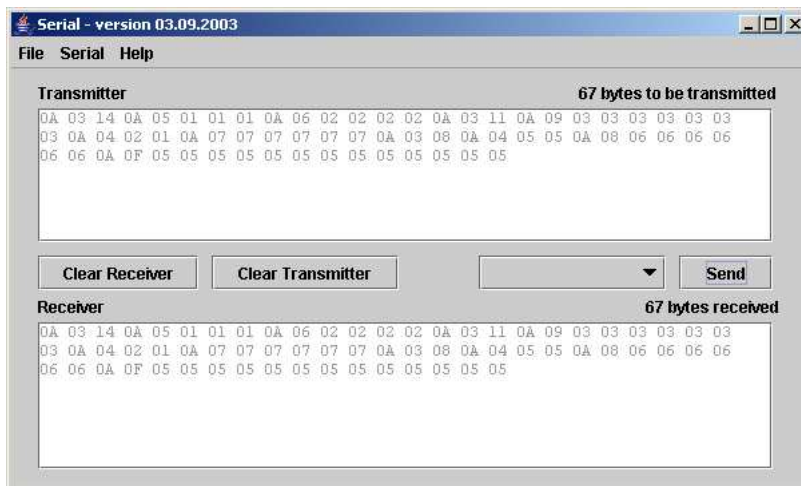 Serial - version 03.09.2003
File Serial Help
Transmitter 67 bytes to be transmitted
0A 03 14 0A 05 01 01 01 0A 06 02 02 02 02 0A 03 11 0A 09 03 03 03 03 03 03
03 0A 04 02 01 0A 07 07 07 07 07 07 0A 03 08 0A 04 05 05 0A 08 06 06 06 06
06 06 0A 0F 05 05 05 05 05 05 05 05 05 05 05 05 05
Clear Receiver Clear Transmitter Send
Receiver 67 bytes received
0A 03 14 0A 05 01 01 01 0A 06 02 02 02 02 0A 03 11 0A 09 03 03 03 03 03 03
03 0A 04 02 01 0A 07 07 07 07 07 07 0A 03 08 0A 04 05 05 0A 08 06 06 06 06
06 06 0A 0F 05 05 05 05 05 05 05 05 05 05 05 05 05